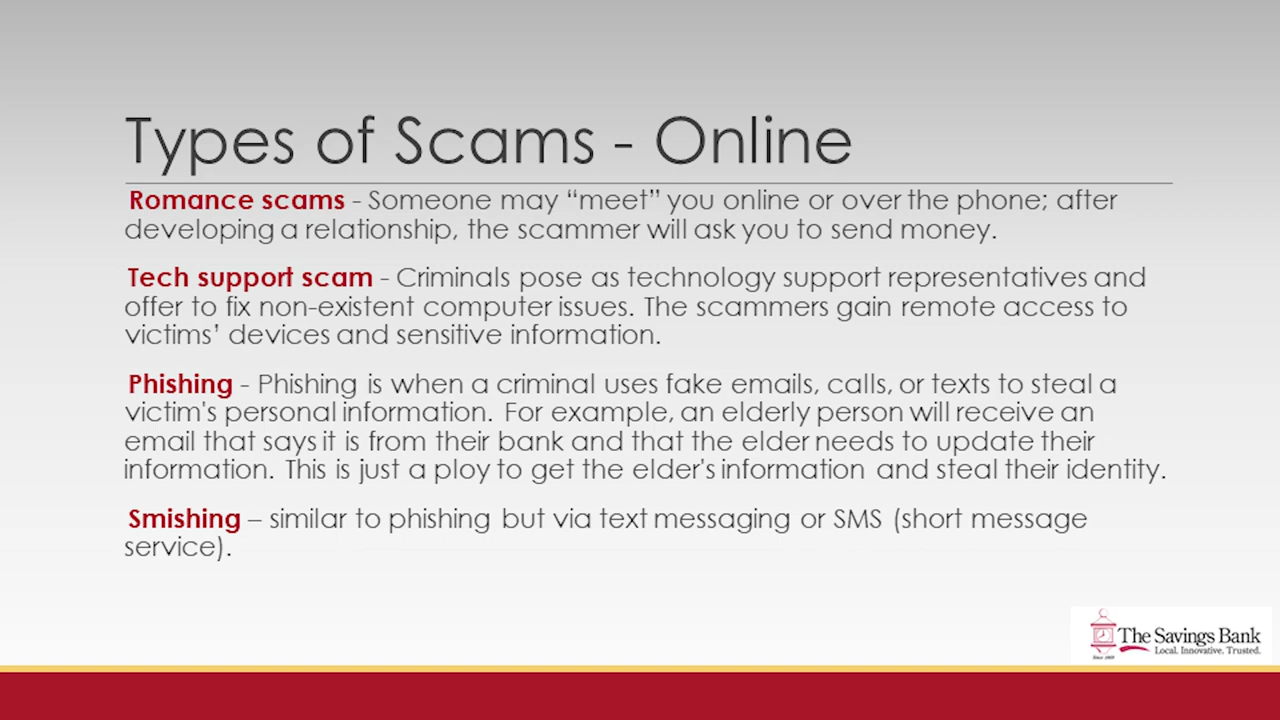 Types of Scams - Online
Romance scams - Someone may “meet” you online or over the phone; after
developing a relationship, the scammer will ask you to send money.
Tech support scam - Criminals pose as technology support representatives and
offer to fix non-existent computer issues. The scammers gain remote access to
victims’ devices and sensitive information.
Phishing - Phishing is when a criminal uses fake emails, calls, or texts to steal a
victim's personal information. For example, an elderly person will receive an
email that says it is from their bank and that the elder needs to update their
information. This is just a ploy to get the elder's information and steal their identity.
Smishing – similar to phishing but via text messaging or SMS (short message
service).
The Savings Bank
Local. Innovative. Trusted.
Since 1869